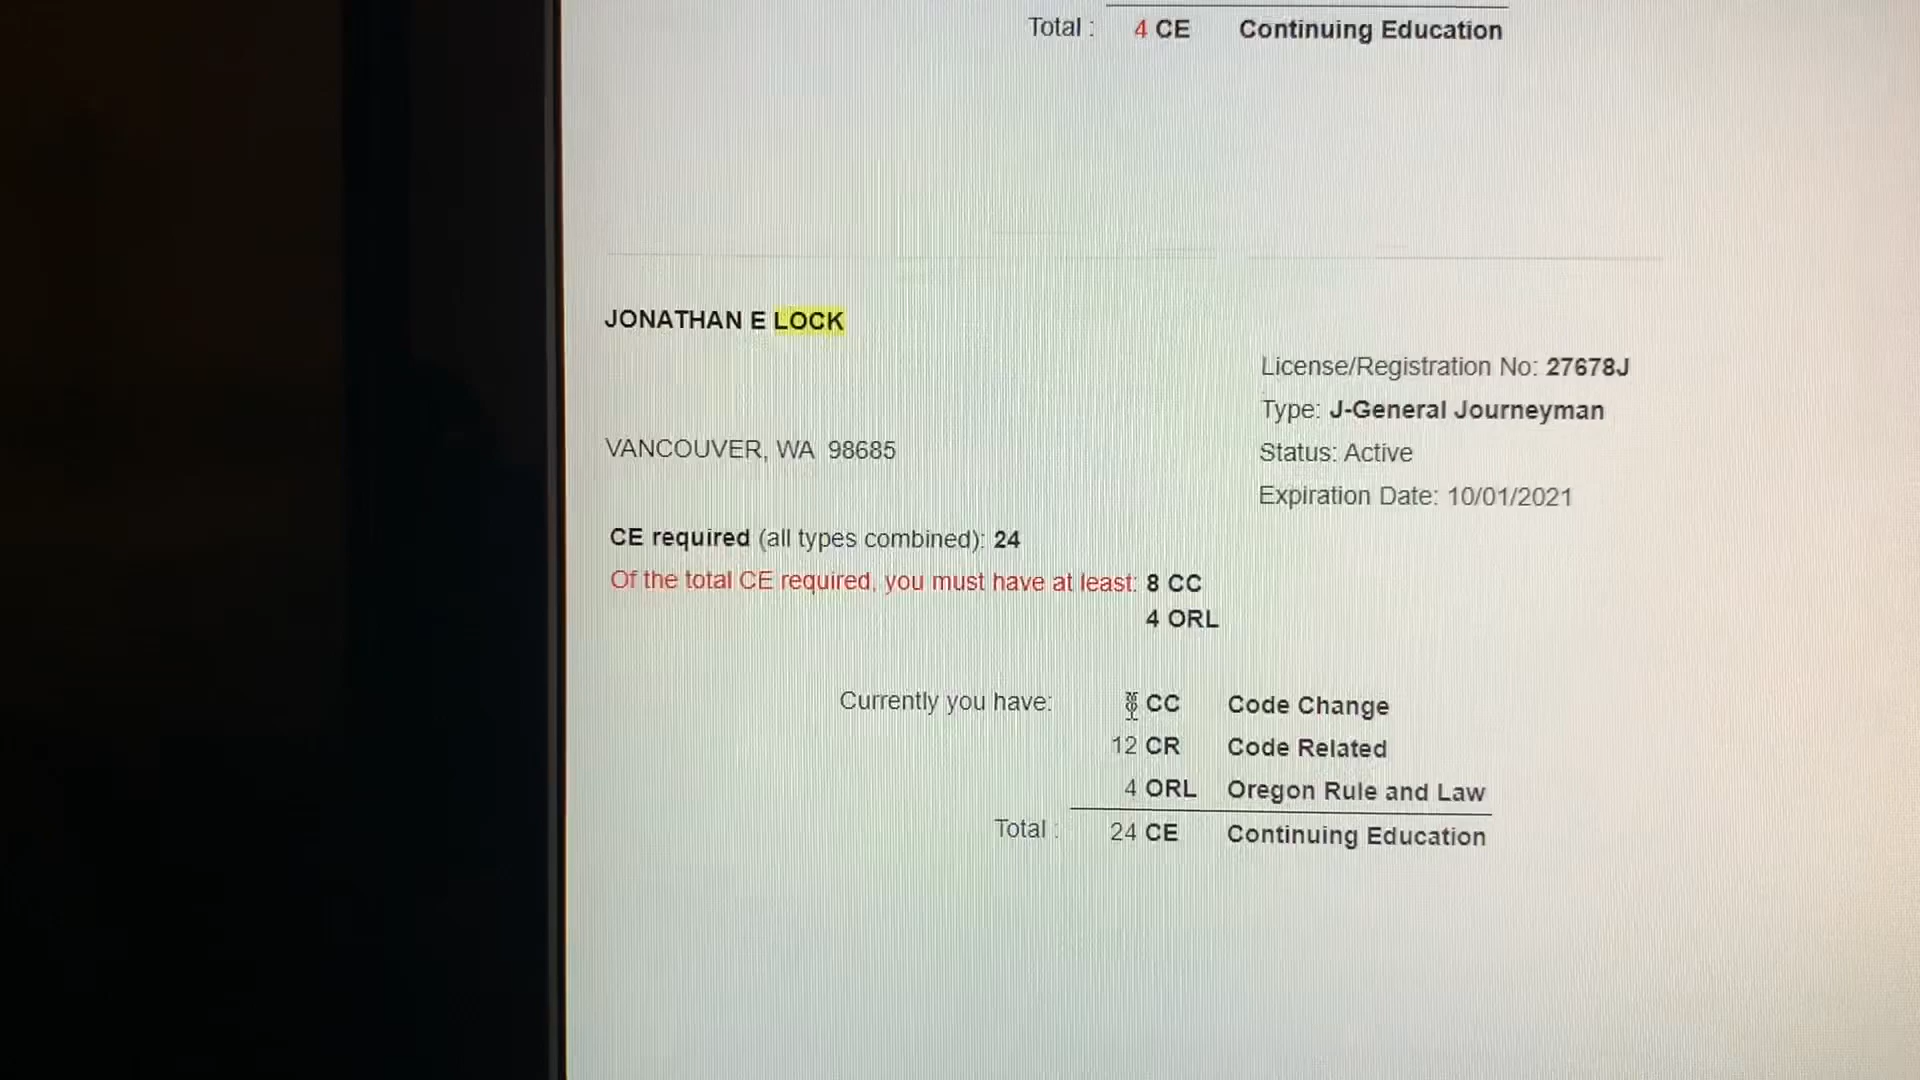 Total : 4 CE Continuing Education
JONATHAN E LOCK
License/Registration No: 27678J
Type: J-General Journeyman
VANCOUVER, WA 98685
Status: Active
Expiration Date: 10/01/2021
CE required (all types combined): 24
Of the total CE required, you must have at least: 8 CC
4 ORL
Currently you have: CC Code Change
12 CR Code Related
4 ORL Oregon Rule and Law
Total : 24 CE Continuing Education